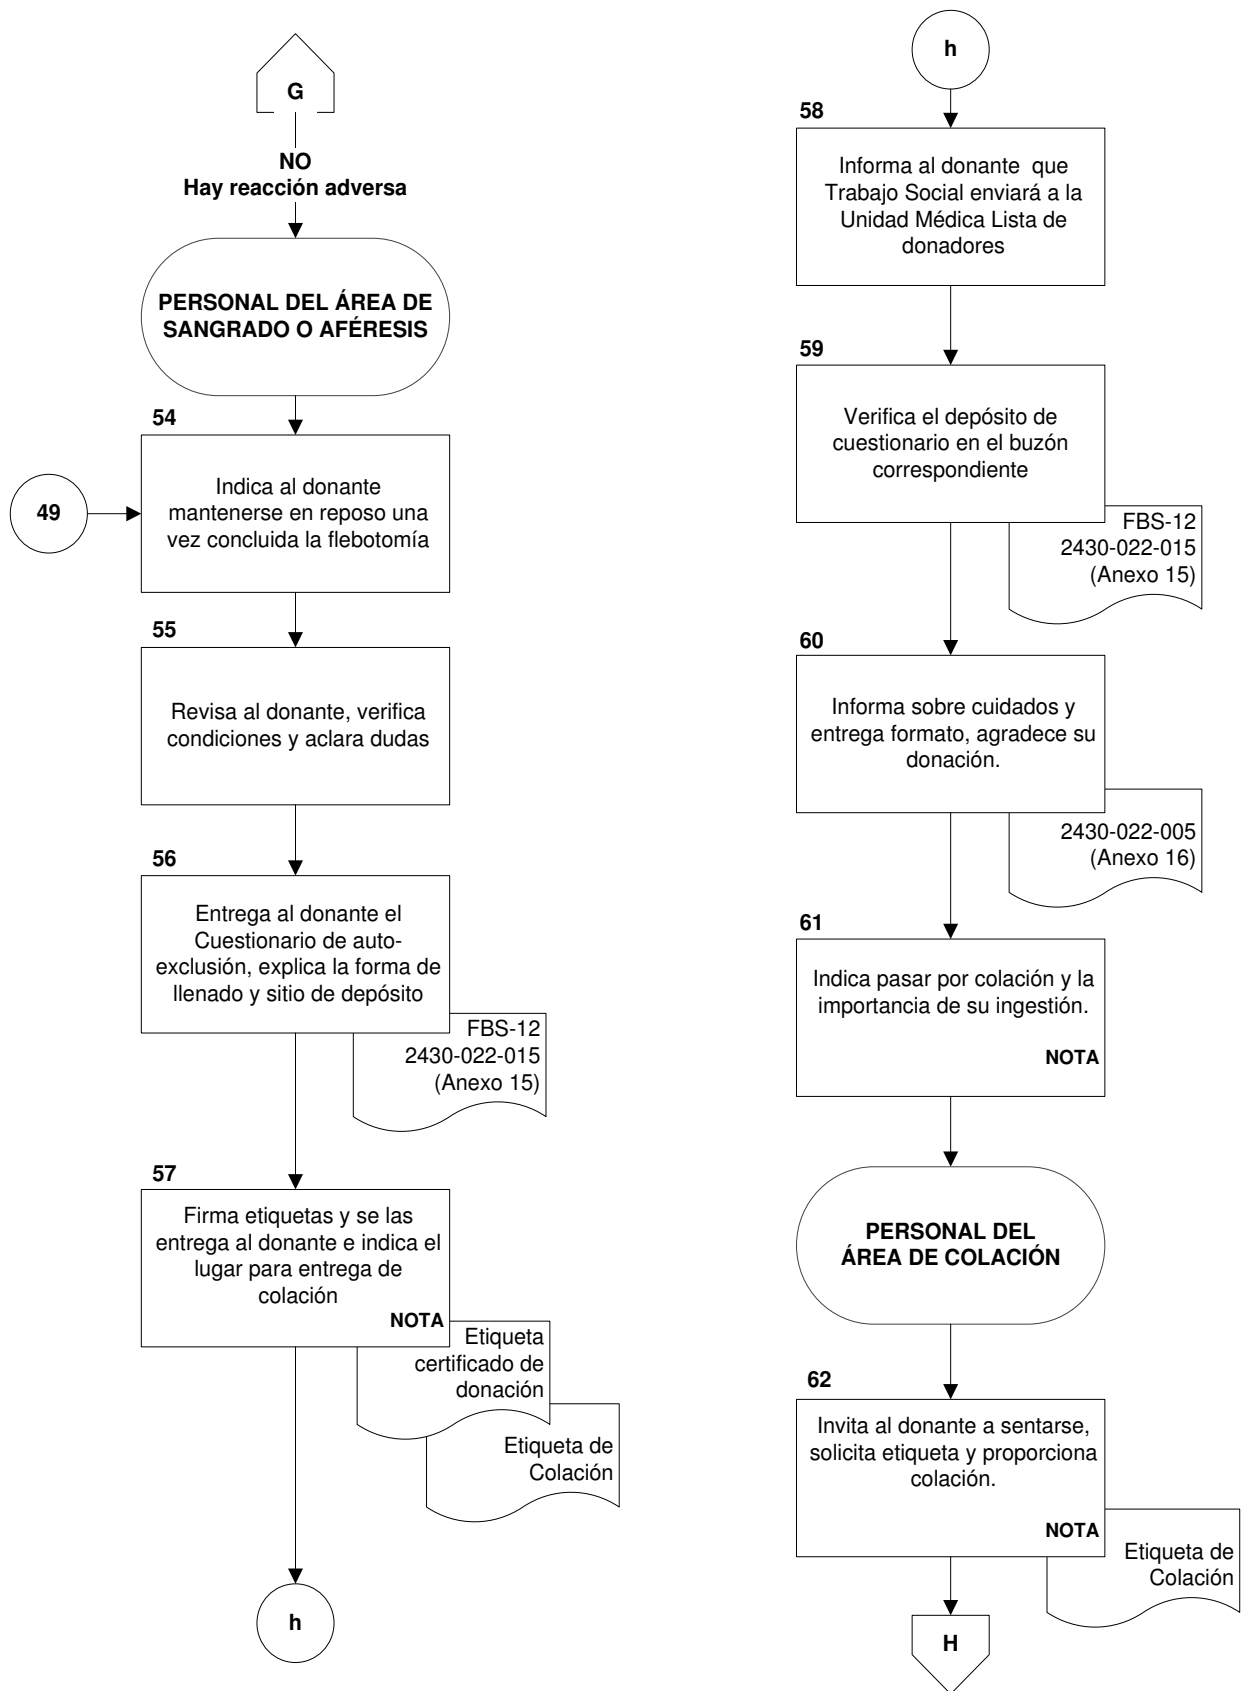 G
NO
Hay reacción adversa
PERSONAL DEL ÁREA DE
SANGRADO O AFÉRESIS
54
49
Indica al donante
mantenerse en reposo una
vez concluida la flebotomía
55
Revisa al donante, verifica
condiciones y aclara dudas
56
Entrega al donante el
Cuestionario de auto-
exclusión, explica la forma de
llenado y sitio de depósito
FBS-12
2430-022-015
(Anexo 15)
57
Firma etiquetas y se las
entrega al donante e indica el
lugar para entrega de
colación
NOTA
Etiqueta
certificado de
donación
Etiqueta de
Colación
h
h
58
Informa al donante que
Trabajo Social enviará a la
Unidad Médica Lista de
donadores
59
Verifica el depósito de
cuestionario en el buzón
correspondiente
FBS-12
2430-022-015
(Anexo 15)
60
Informa sobre cuidados y
entrega formato, agradece su
donación.
2430-022-005
(Anexo 16)
61
Indica pasar por colación y la
importancia de su ingestión.
NOTA
PERSONAL DEL
ÁREA DE COLACIÓN
62
Invita al donante a sentarse,
solicita etiqueta y proporciona
colación.
NOTA
Etiqueta de
Colación
H